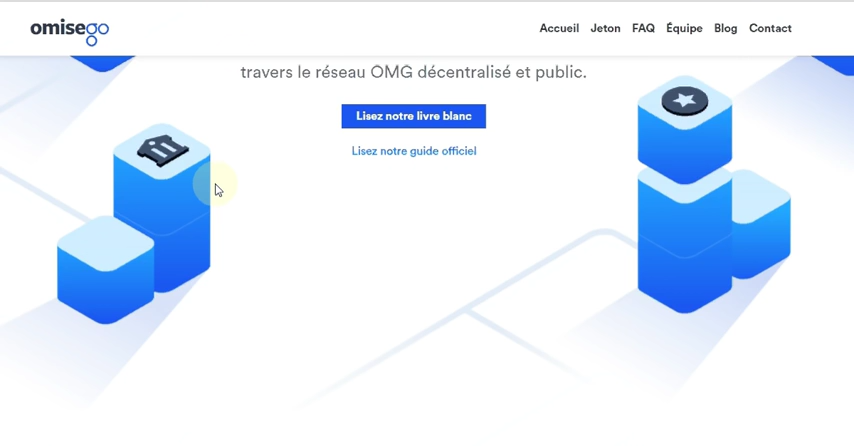 omisego
Accueil Jeton FAQ Équipe Blog Contact
travers le réseau OMG décentralisé et public.
Lisez notre livre blanc
Lisez notre guide officiel